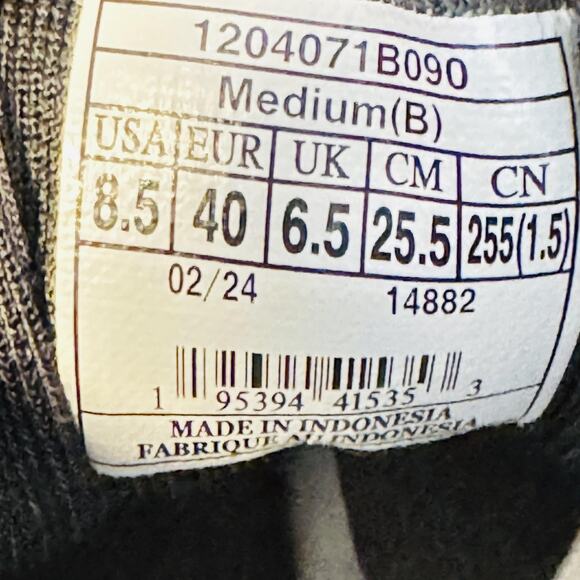 1204071B090
Medium(B)
USA EUR UK CM CN
8.5 40 6.5 25.5 255(1.5)
02/24 14882
1 95394 41535 3
MADE IN INDONESIA
FABRIQUE AU INDONESIA